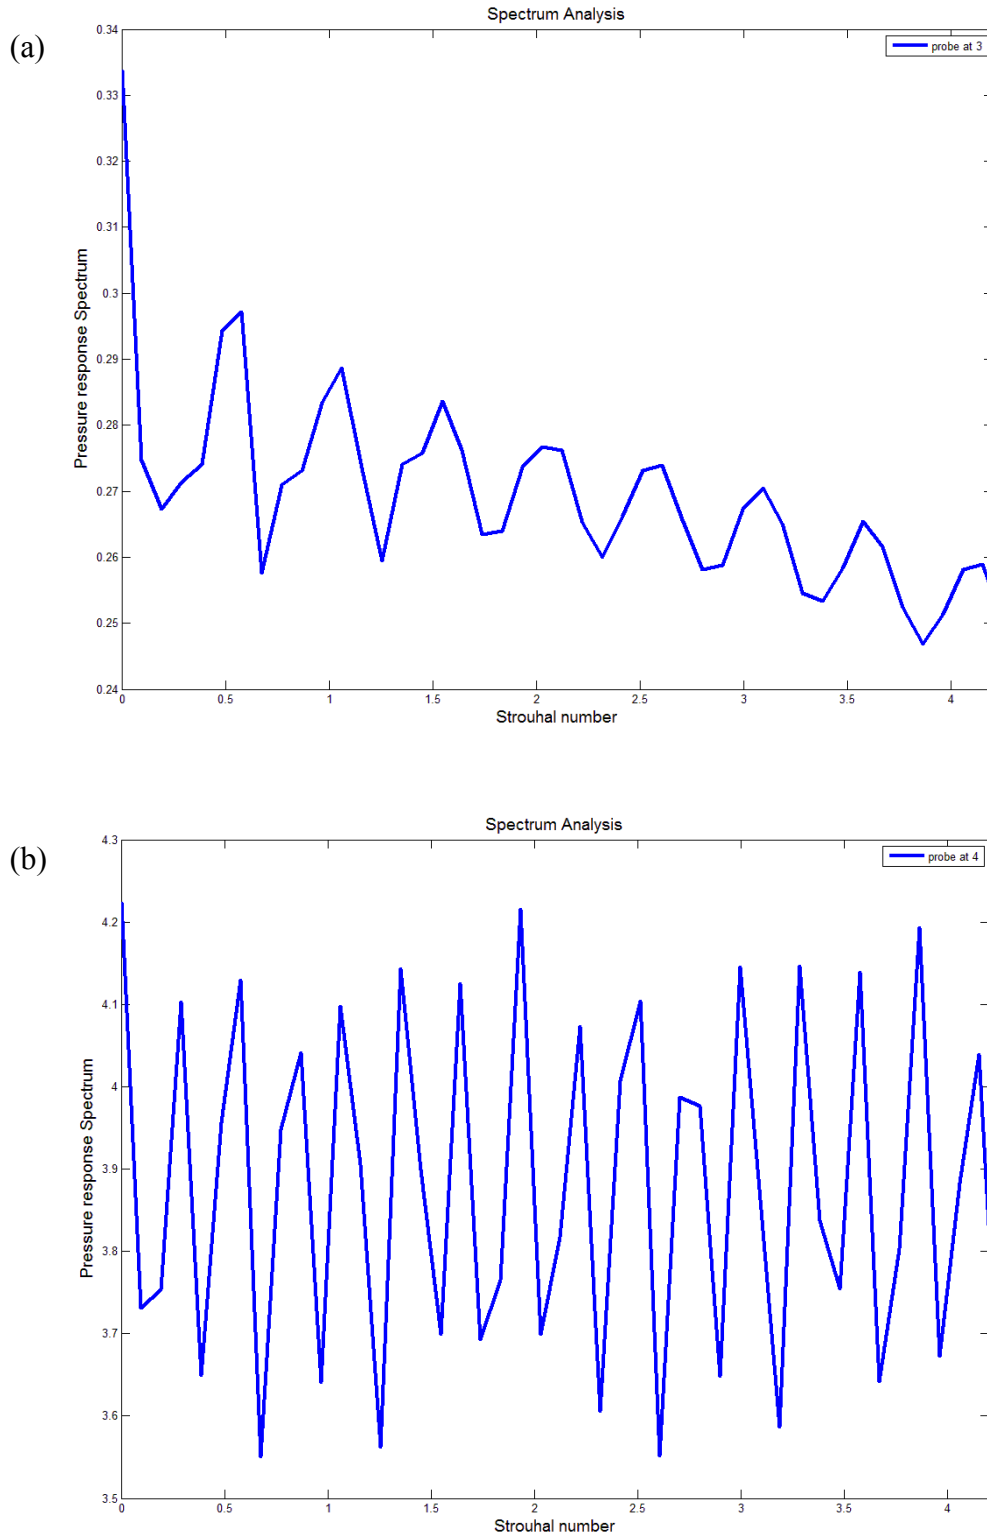 (a)
Spectrum Analysis
probe at 3
0.34
0.33
0.32
0.31
0.3
0.29
0.28
0.27
0.26
0.25
0.24
Pressure response Spectrum
0 0.5 1 1.5 2 2.5 3 3.5 4
Strouhal number
(b)
Spectrum Analysis
probe at 4
4.3
4.2
4.1
4
3.9
3.8
3.7
3.6
3.5
Pressure response Spectrum
0 0.5 1 1.5 2 2.5 3 3.5 4
Strouhal number